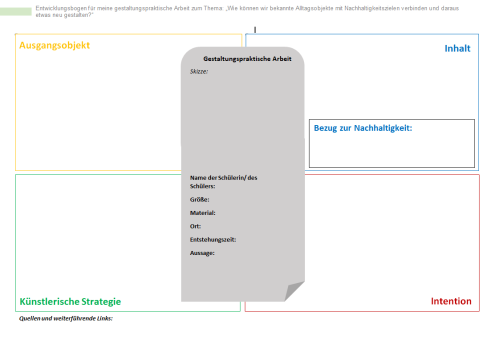 Entwicklungsbogen für meine gestaltungspraktische Arbeit zum Thema: „Wie können wir bekannte Alltagsobjekte mit Nachhaltigkeitszielen verbinden und daraus
etwas neu gestalten?“
Ausgangsobjekt
Inhalt
Gestaltungspraktische Arbeit
Skizze:
Bezug zur Nachhaltigkeit:
Name der Schülerin/ des
Schülers:
Größe:
Material:
Ort:
Entstehungszeit:
Aussage:
Künstlerische Strategie
Intention
Quellen und weiterführende Links: